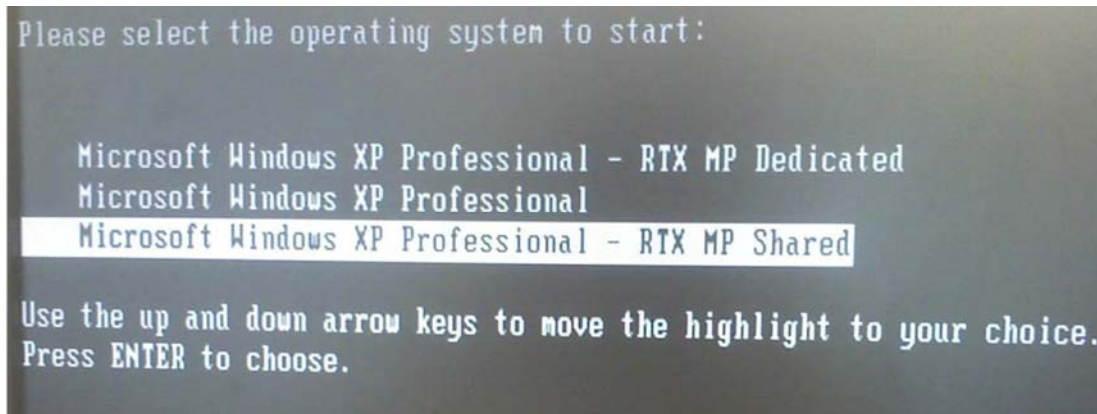 Please select the operating system to start:
Microsoft Windows XP Professional - RTX MP Dedicated
Microsoft Windows XP Professional
Microsoft Windows XP Professional - RTX MP Shared
Use the up and down arrow keys to move the highlight to your choice.
Press ENTER to choose.